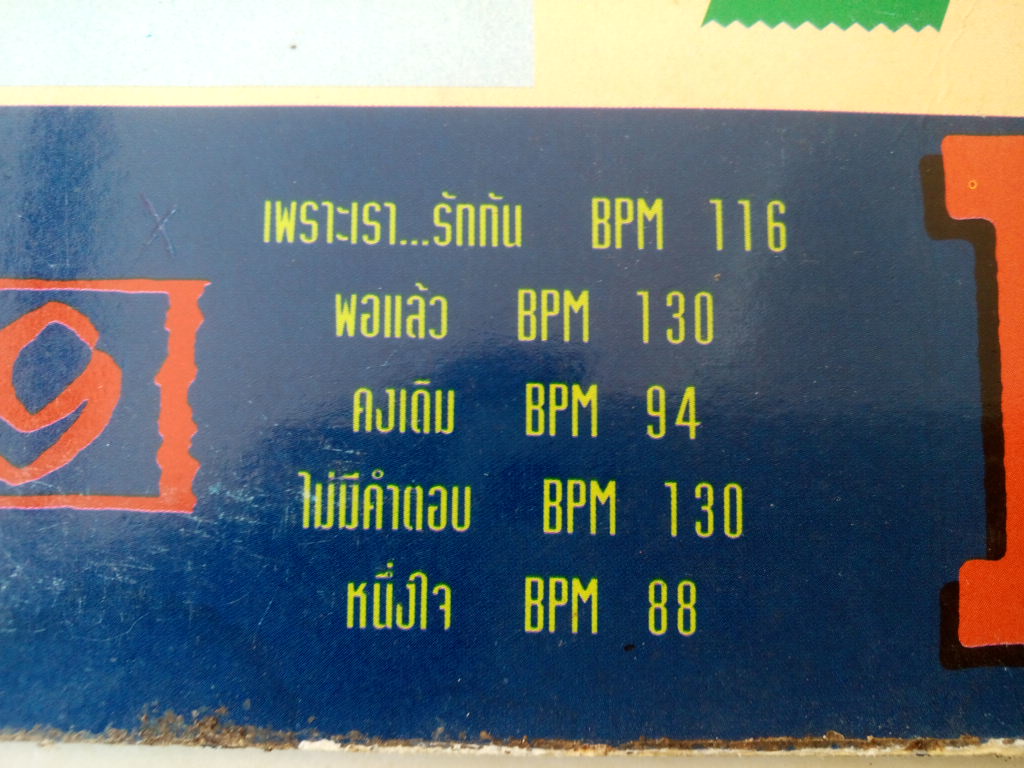 เพราะเรา...รักกัน BPM 116
พอแล้ว BPM 130
9
คงเดิม BPM 94
ไม่มีคำตอบ BPM 130
หนึ่งใจ BPM 88